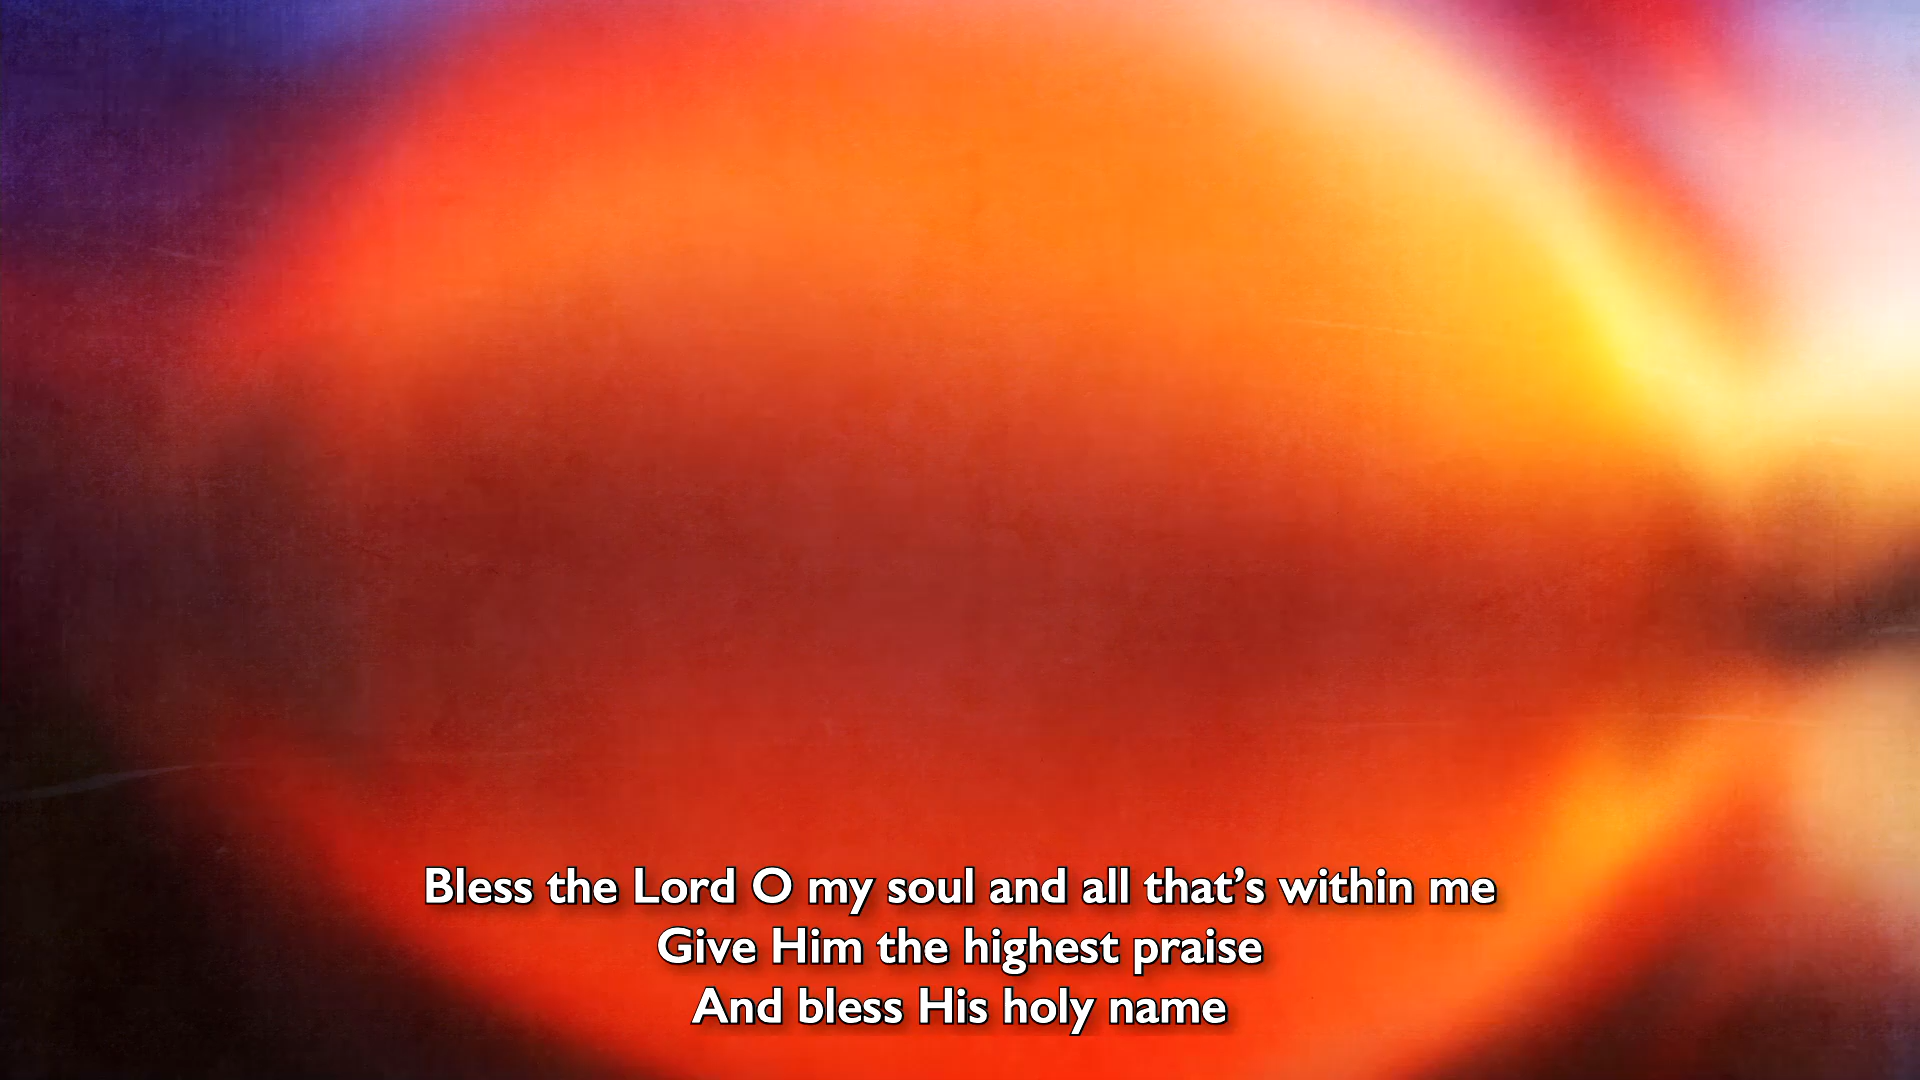 Bless the Lord O my soul and all that’s within me
Give Him the highest praise
And bless His holy name